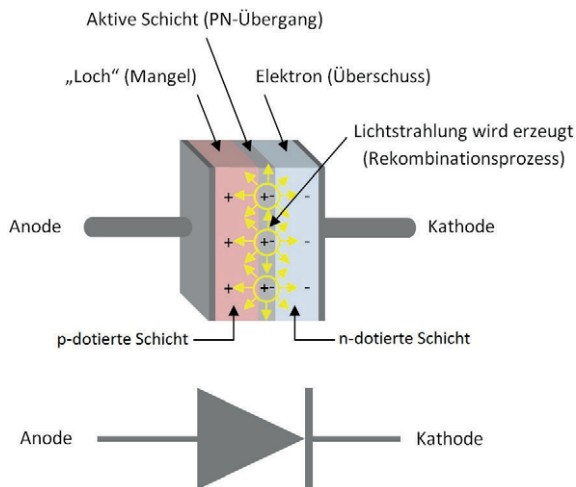 Aktive Schicht (PN-Übergang)
„Loch“ (Mangel)
Elektron (Überschuss)
Lichtstrahlung wird erzeugt
(Rekombinationsprozess)
+ +- -
Anode
+ +- -
Kathode
+ +- -
p-dotierte Schicht
n-dotierte Schicht
Anode
Kathode